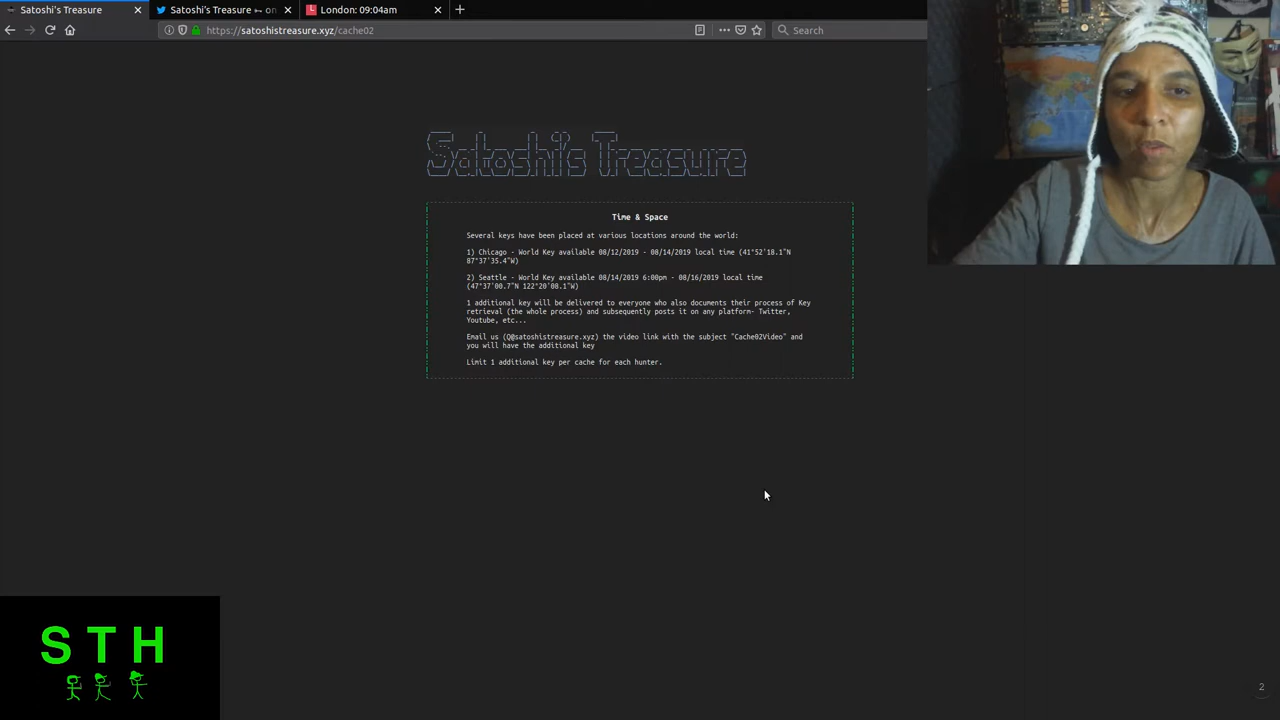 Satoshi's Treasure
Satoshi's Treasure 🗝 on
London: 09:04am
https://satoshistreasure.xyz/cache02
Search
Satoshi's Treasure
Time & Space
Several keys have been placed at various locations around the world:
1) Chicago - World Key available 08/12/2019 - 08/14/2019 local time (41°52'18.1"N
87°37'35.4"W)
2) Seattle - World Key available 08/14/2019 6:00pm - 08/16/2019 local time
(47°37'00.7"N 122°20'08.1"W)
1 additional key will be delivered to everyone who also documents their process of Key
retrieval (the whole process) and subsequently posts it on any platform- Twitter,
Youtube, etc...
Email us (Q@satoshistreasure.xyz) the video link with the subject "Cache02Video" and
you will have the additional key
Limit 1 additional key per cache for each hunter.
STH
2